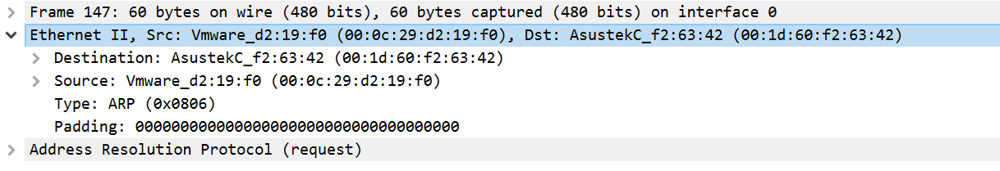 Frame 147: 60 bytes on wire (480 bits), 60 bytes captured (480 bits) on interface 0
Ethernet II, Src: Vmware_d2:19:f0 (00:0c:29:d2:19:f0), Dst: AsustekC_f2:63:42 (00:1d:60:f2:63:42)
Destination: AsustekC_f2:63:42 (00:1d:60:f2:63:42)
Source: Vmware_d2:19:f0 (00:0c:29:d2:19:f0)
Type: ARP (0x0806)
Padding: 000000000000000000000000000000000000
Address Resolution Protocol (request)